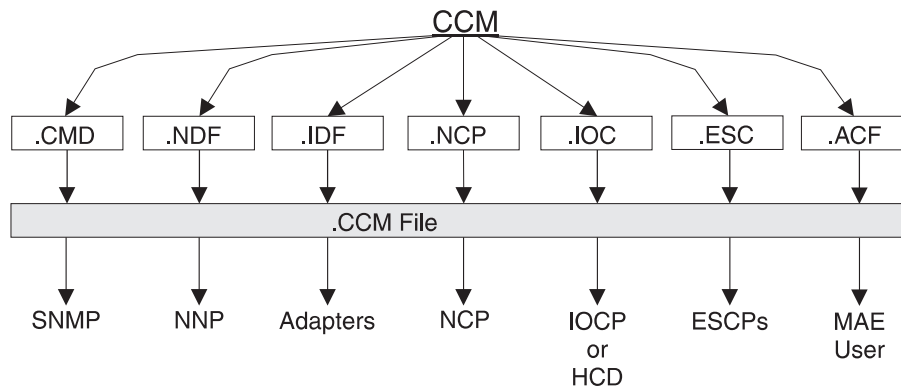 CCM
.CMD .NDF .IDF .NCP .IOC .ESC .ACF
.CCM File
SNMP NNP Adapters NCP IOCP ESCPs MAE
or User
HCD